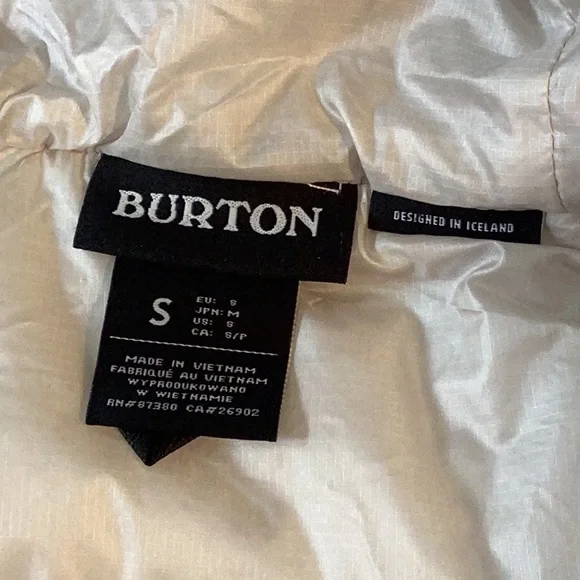 BURTON
DESIGNED IN ICELAND
S
EU: S
JPN: M
US: S
CA: S/P
MADE IN VIETNAM
FABRIQUÉ AU VIETNAM
WYPRODUKOWANO
W WIETNAMIE
RN#87380 CA#26902